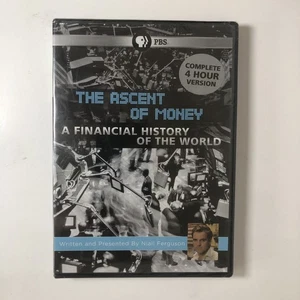 PBS
COMPLETE
4 HOUR
VERSION
THE ASCENT
OF MONEY
A FINANCIAL HISTORY
OF THE WORLD
Written and Presented By Niall Ferguson